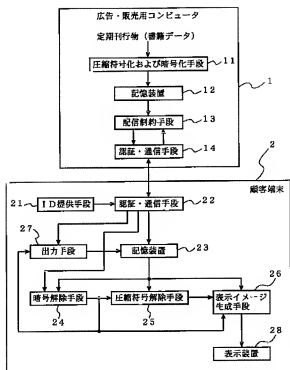 広告・販売用コンピュータ
定期刊行物（書籍データ）
圧縮符号化および暗号化手段
11
記憶装置
12
配信制約手段
13
認証・通信手段
14
1
2
顧客端末
21
ID提供手段
認証・通信手段
22
27
出力手段
記憶装置
23
26
暗号解除手段
圧縮符号解除手段
表示イメージ
生成手段
24
25
28
表示装置